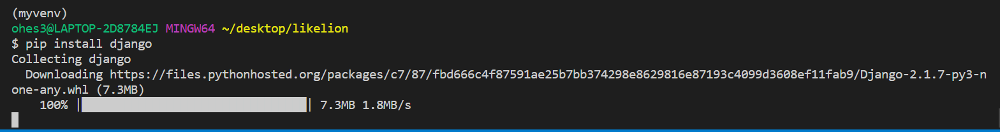 (myvenv)
ohes3@LAPTOP-2D8784EJ MINGW64 ~/desktop/likelion
$ pip install django
Collecting django
  Downloading https://files.pythonhosted.org/packages/c7/87/fbd666c4f87591ae25b7bb374298e8629816e87193c4099d3608ef11fab9/Django-2.1.7-py3-n
one-any.whl (7.3MB)
    100% |████████████████████████████████| 7.3MB 1.8MB/s